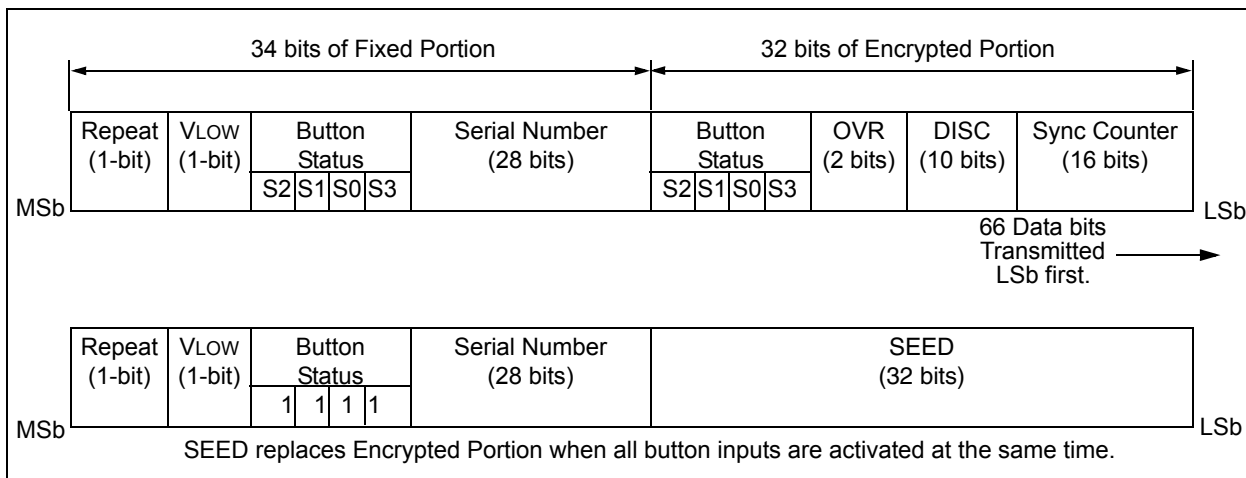 34 bits of Fixed Portion
32 bits of Encrypted Portion
Repeat
(1-bit)
VLOW
(1-bit)
Button
Status
S2 S1 S0 S3
Serial Number
(28 bits)
Button
Status
S2 S1 S0 S3
OVR
(2 bits)
DISC
(10 bits)
Sync Counter
(16 bits)
MSb
LSb
66 Data bits
Transmitted
LSb first.
Repeat
(1-bit)
VLOW
(1-bit)
Button
Status
1 1 1 1
Serial Number
(28 bits)
SEED
(32 bits)
MSb
LSb
SEED replaces Encrypted Portion when all button inputs are activated at the same time.